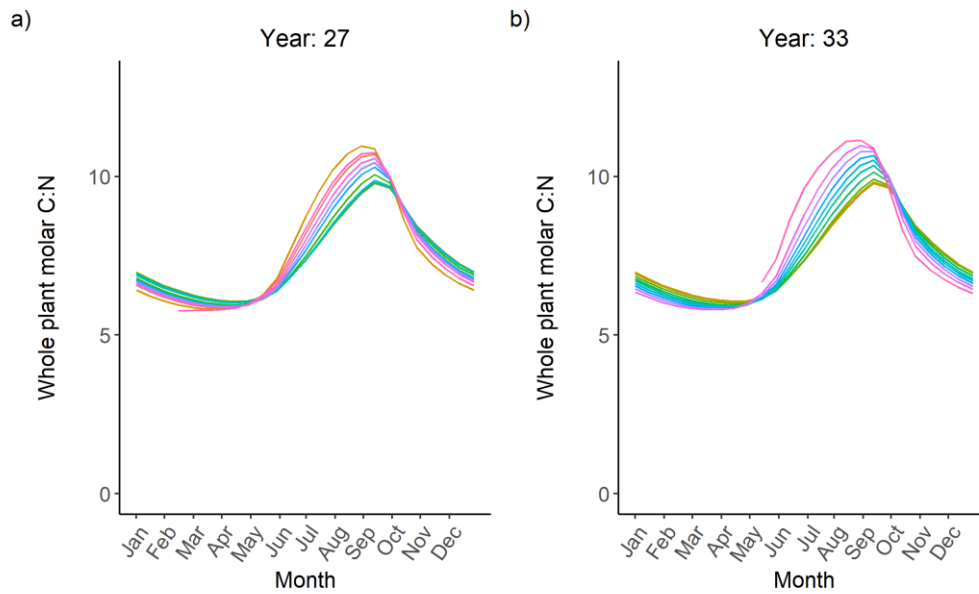 a)
Year: 27
Whole plant molar C:N
10
5
0
Jan Feb Mar Apr May Jun Jul Aug Sep Oct Nov Dec
Month
b)
Year: 33
Whole plant molar C:N
10
5
0
Jan Feb Mar Apr May Jun Jul Aug Sep Oct Nov Dec
Month